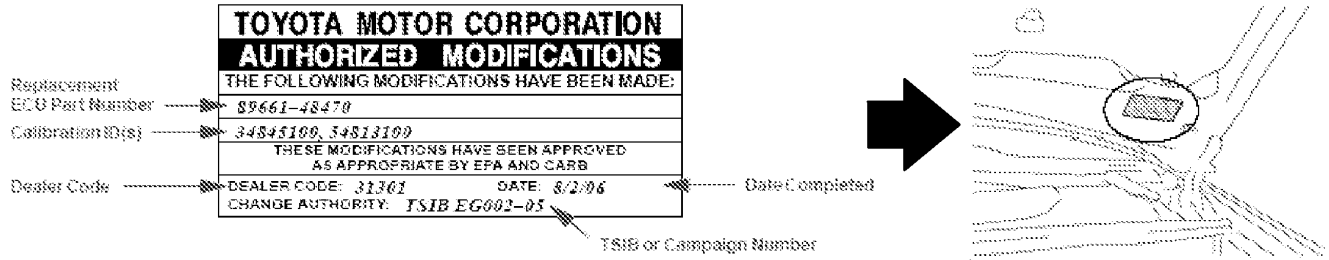 TOYOTA MOTOR CORPORATION
AUTHORIZED MODIFICATIONS
THE FOLLOWING MODIFICATIONS HAVE BEEN MADE:
Replacement
ECU Part Number
89661-48470
Calibration ID(s)
34845100, 34813100
THESE MODIFICATIONS HAVE BEEN APPROVED
AS APPROPRIATE BY EPA AND CARB
Dealer Code
DEALER CODE: 31301 DATE: 8/2/06
Date Completed
CHANGE AUTHORITY: TSIB EG002-05
TSIB or Campaign Number